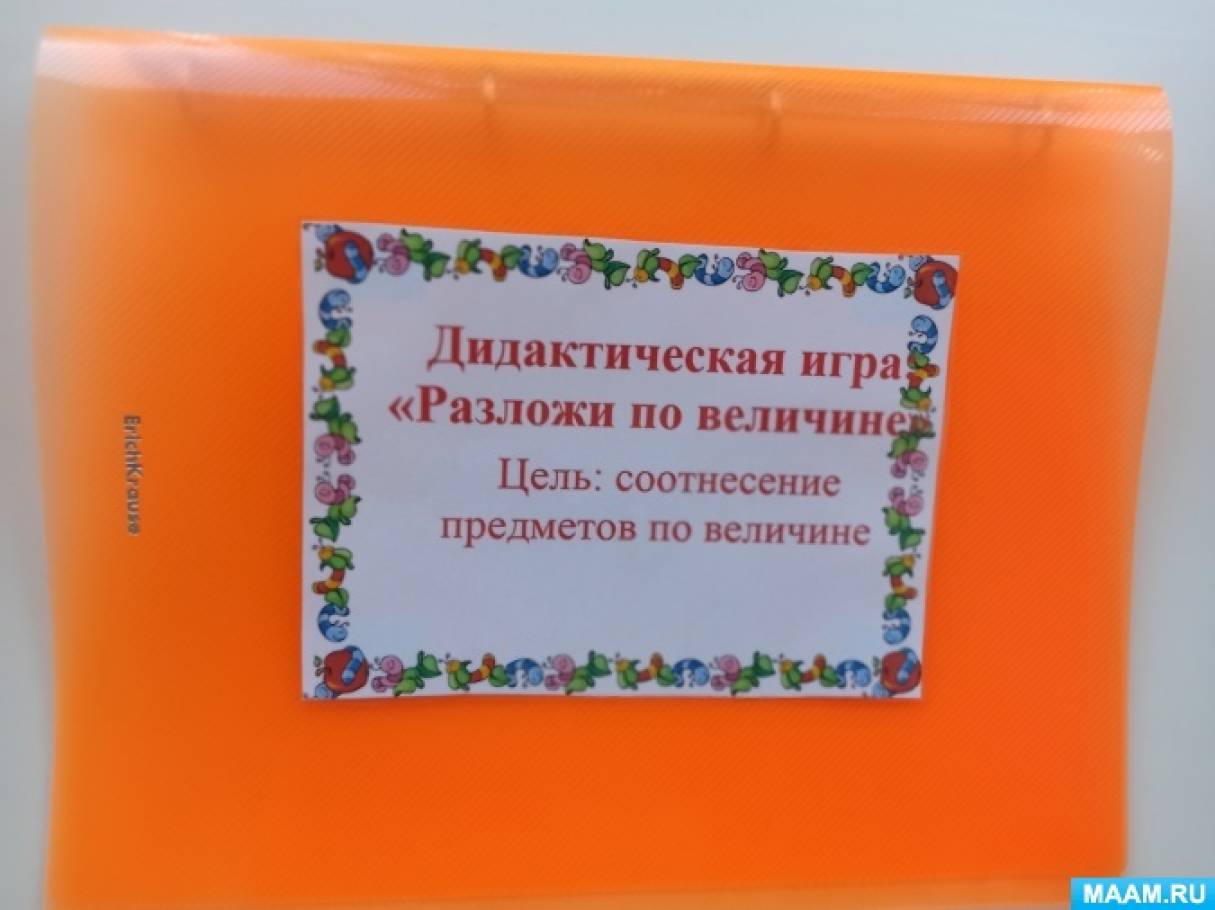 Дидактическая игра
«Разложи по величине»
Цель: соотнесение
предметов по величине
ErichKrause
MAAM.RU